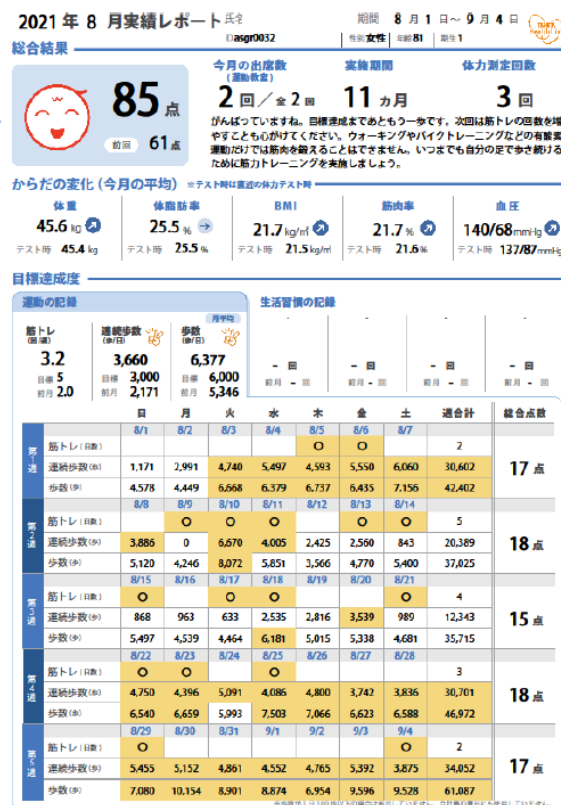 2021 年 8 月実績レポート 氏名
ID asgr0032
期間 8 月 1 日～ 9 月 4 日
性別 女性 年齢 81 期生 1
総合結果
85 点
前回 61 点
今月の出席数
(運動教室)
2 回／全 2 回
実施期間
11 カ月
体力測定回数
3 回
がんばっていますね。目標達成まであともう一歩です。次回は筋トレの回数を増
やすことも心がけてください。ウォーキングやバイクトレーニングなどの有酸素
運動だけでは筋肉を鍛えることはできません。いつまでも自分の足で歩き続ける
ために筋力トレーニングを実施しましょう。
からだの変化 (今月の平均) ※テスト時は直近の体力テスト時
体重 体脂肪率 BMI 筋肉率 血圧
45.6 kg 25.5 % 21.7 kg/㎡ 21.7 % 140/68 mmHg
テスト時 45.4 kg テスト時 25.5 % テスト時 21.5 kg/㎡ テスト時 21.6 % テスト時 137/87 mmHg
目標達成度
運動の記録 生活習慣の記録
月平均
筋トレ (回/週) 連続歩数 (歩/日) 歩数 (歩/日) - - - -
3.2 3,660 6,377 - 回 - 回 - 回 - 回
目標 5 目標 3,000 目標 6,000
前月 2.0 前月 2,171 前月 5,346 前月 - 回 前月 - 回 前月 - 回 前月 - 回
日 月 火 水 木 金 土 週合計 総合点数
第1週
8/1 8/2 8/3 8/4 8/5 8/6 8/7
筋トレ (日数) O O 2
連続歩数 (歩) 1,171 2,991 4,740 5,497 4,593 5,550 6,060 30,602
17 点
歩数 (歩) 4,578 4,449 6,668 6,379 6,737 6,435 7,156 42,402
第2週
8/8 8/9 8/10 8/11 8/12 8/13 8/14
筋トレ (日数) O O O O O 5
連続歩数 (歩) 3,886 0 6,670 4,005 2,425 2,560 843 20,389
18 点
歩数 (歩) 5,120 4,246 8,072 5,851 3,566 4,770 5,400 37,025
第3週
8/15 8/16 8/17 8/18 8/19 8/20 8/21
筋トレ (日数) O O O O 4
連続歩数 (歩) 868 963 633 2,535 2,816 3,539 989 12,343
15 点
歩数 (歩) 5,497 4,539 4,464 6,181 5,015 5,338 4,681 35,715
第4週
8/22 8/23 8/24 8/25 8/26 8/27 8/28
筋トレ (日数) O O O 3
連続歩数 (歩) 4,750 4,396 5,091 4,086 4,800 3,742 3,836 30,701
18 点
歩数 (歩) 6,540 6,659 5,993 7,503 7,066 6,623 6,588 46,972
第5週
8/29 8/30 8/31 9/1 9/2 9/3 9/4
筋トレ (日数) O O 2
連続歩数 (歩) 5,455 5,152 4,861 4,552 4,765 5,392 3,875 34,052
17 点
歩数 (歩) 7,080 10,154 8,901 8,874 6,954 9,596 9,528 61,087